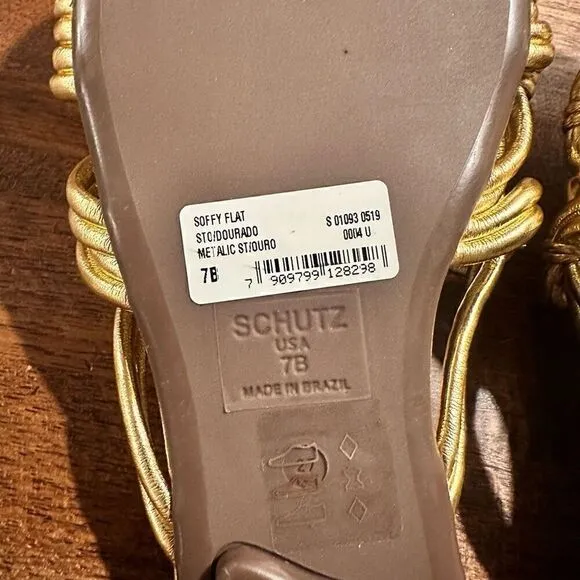 SOFFY FLAT S 01093 0519
STO/DOURADO 0004 U
METALIC ST/OURO
7B
7 909799 128298
SCHUTZ
USA
7B
MADE IN BRAZIL